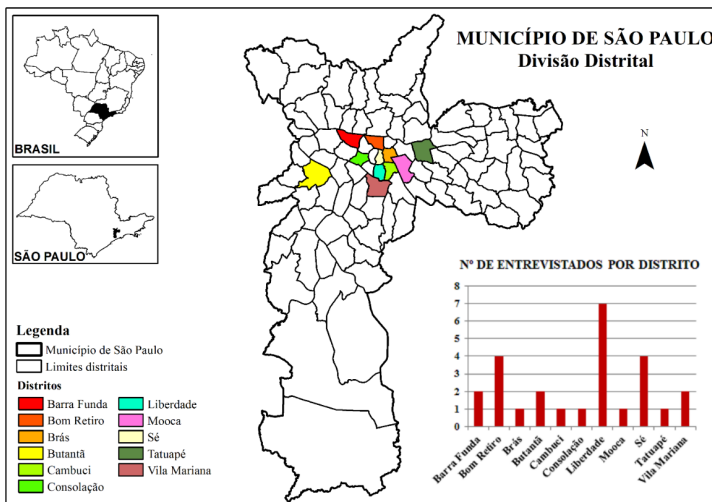 MUNICÍPIO DE SÃO PAULO
Divisão Distrital
BRASIL
SÃO PAULO
N
Legenda
Município de São Paulo
Limites distritais
Distritos
Barra Funda
Bom Retiro
Brás
Butantã
Cambuci
Consolação
Liberdade
Mooca
Sé
Tatuapé
Vila Mariana
Nº DE ENTREVISTADOS POR DISTRITO
8
7
6
5
4
3
2
1
0
Barra Funda
Bom Retiro
Brás
Butantã
Cambuci
Consolação
Liberdade
Mooca
Sé
Tatuapé
Vila Mariana